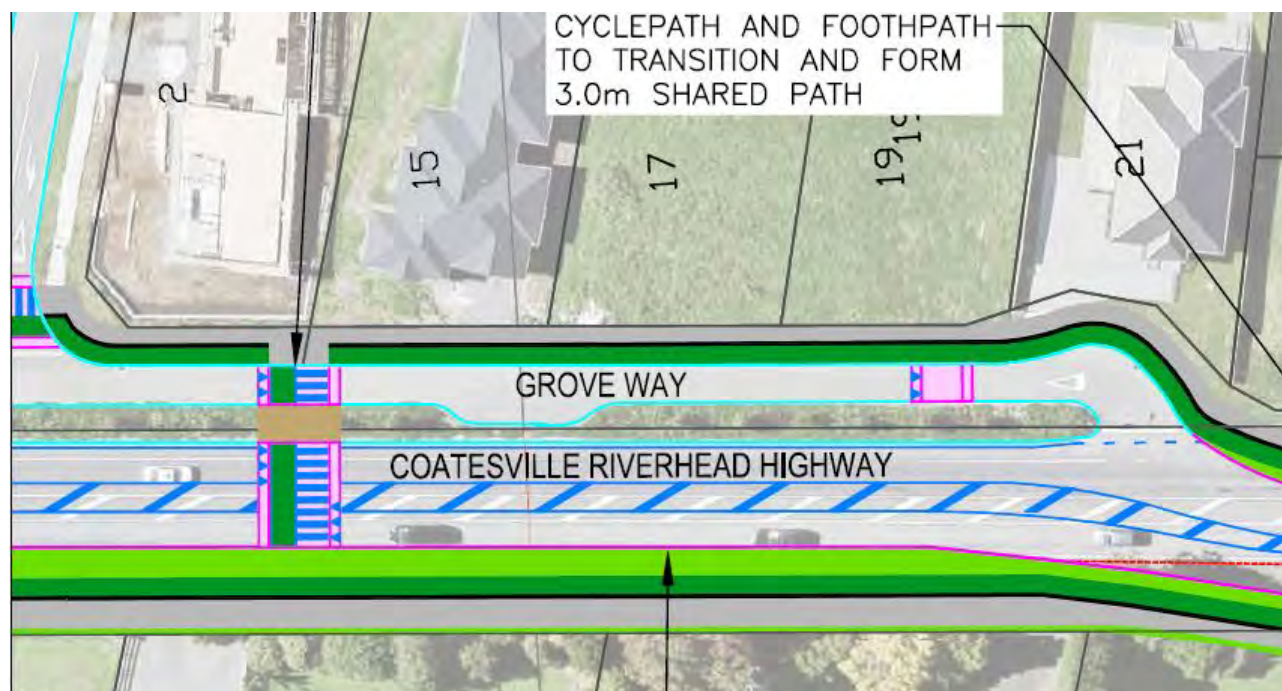 CYCLEPATH AND FOOTHPATH
TO TRANSITION AND FORM
3.0m SHARED PATH
2
15
17
19
19
21
GROVE WAY
COATESVILLE RIVERHEAD HIGHWAY